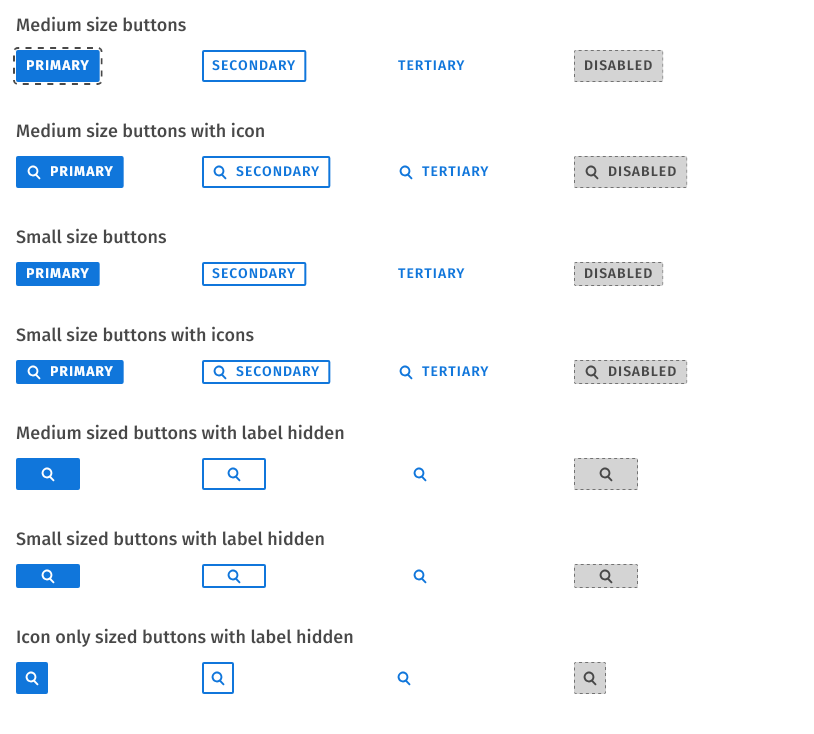 Medium size buttons
PRIMARY SECONDARY TERTIARY DISABLED
Medium size buttons with icon
PRIMARY SECONDARY TERTIARY DISABLED
Small size buttons
PRIMARY SECONDARY TERTIARY DISABLED
Small size buttons with icons
PRIMARY SECONDARY TERTIARY DISABLED
Medium sized buttons with label hidden
Small sized buttons with label hidden
Icon only sized buttons with label hidden